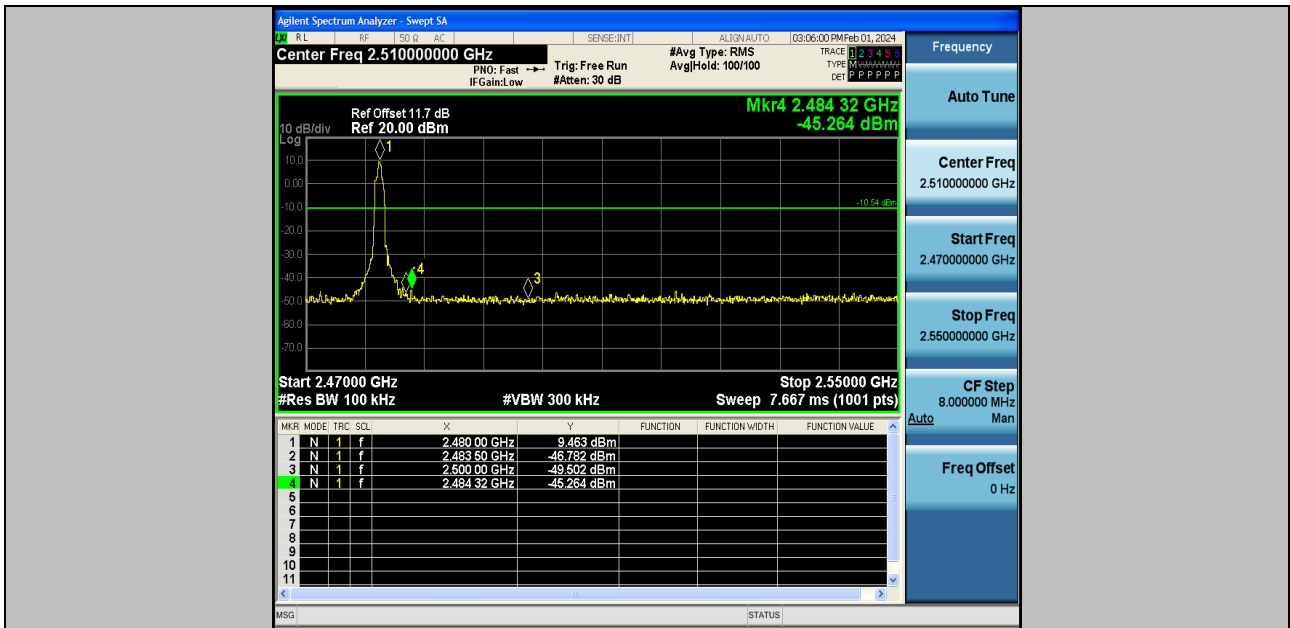 Agilent Spectrum Analyzer - Swept SA
RL RF 50 Ω AC SENSE:INT ALIGN AUTO 03:06:00 PM Feb 01, 2024
Center Freq 2.510000000 GHz
PNO: Fast
IFGain:Low
Trig: Free Run
#Atten: 30 dB
#Avg Type: RMS
Avg|Hold: 100/100
TRACE 1 2 3 4 5 6
TYPE M
DET P P P P P P
Mkr4 2.484 32 GHz
-45.264 dBm
Ref Offset 11.7 dB
10 dB/div Ref 20.00 dBm
Log
10.0
0.00
-10.0
-20.0
-30.0
-40.0
-50.0
-60.0
-70.0
1
4
3
-10.54 dBm
Start 2.47000 GHz Stop 2.55000 GHz
#Res BW 100 kHz #VBW 300 kHz Sweep 7.667 ms (1001 pts)
MKR MODE TRC SCL X Y FUNCTION FUNCTION WIDTH FUNCTION VALUE
1 N 1 f 2.480 00 GHz 9.463 dBm
2 N 1 f 2.483 50 GHz -46.782 dBm
3 N 1 f 2.500 00 GHz -49.502 dBm
4 N 1 f 2.484 32 GHz -45.264 dBm
5
6
7
8
9
10
11
MSG STATUS
Frequency
Auto Tune
Center Freq
2.510000000 GHz
Start Freq
2.470000000 GHz
Stop Freq
2.550000000 GHz
CF Step
8.000000 MHz
Auto Man
Freq Offset
0 Hz